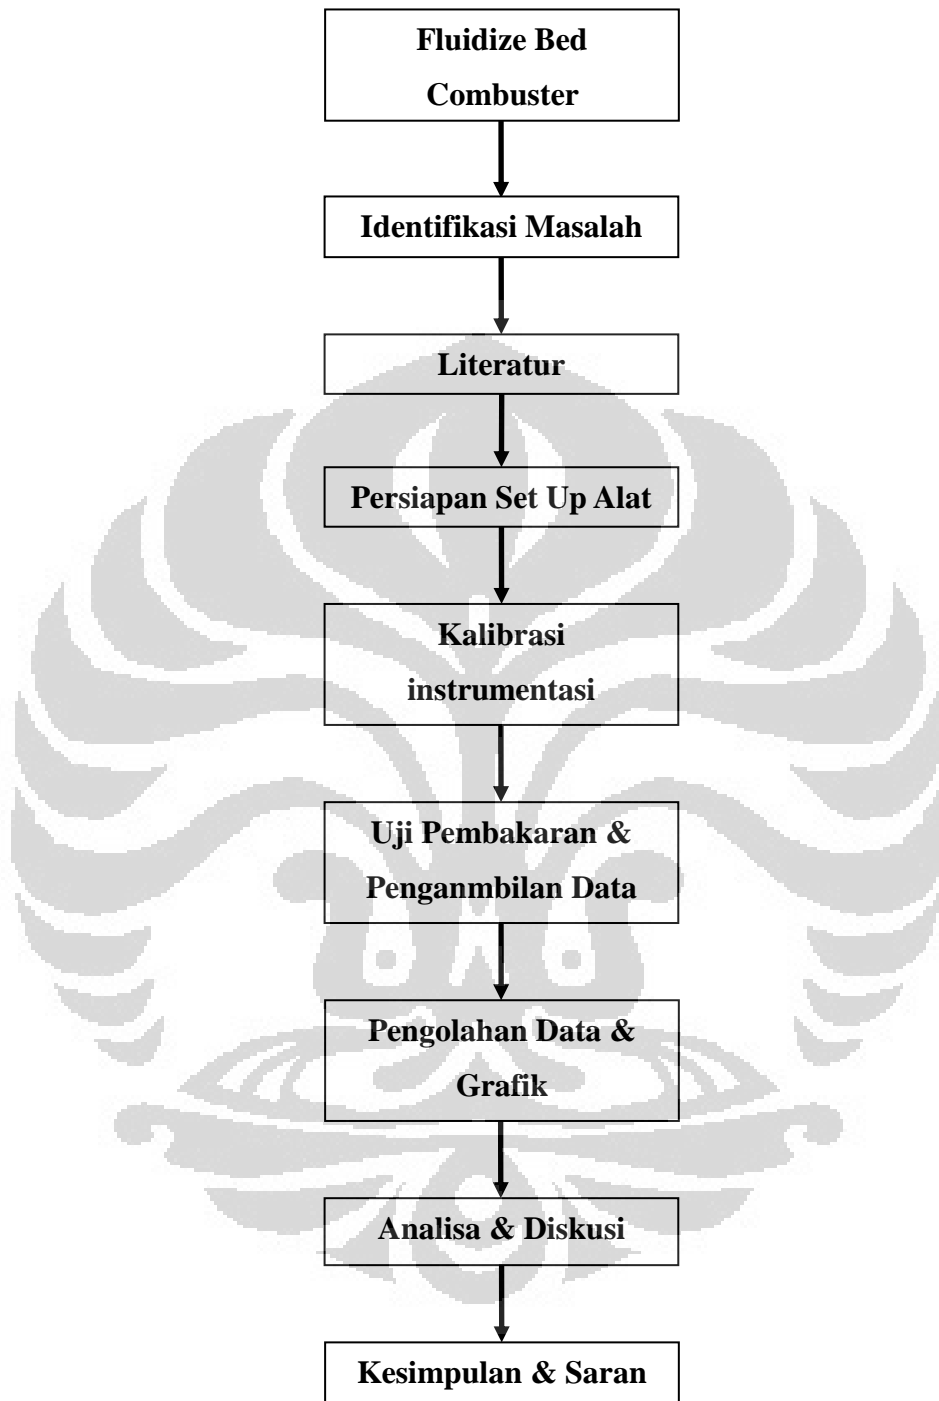 Fluidize Bed
Combuster
Identifikasi Masalah
Literatur
Persiapan Set Up Alat
Kalibrasi
instrumentasi
Uji Pembakaran &
Penganmbilan Data
Pengolahan Data &
Grafik
Analisa & Diskusi
Kesimpulan & Saran